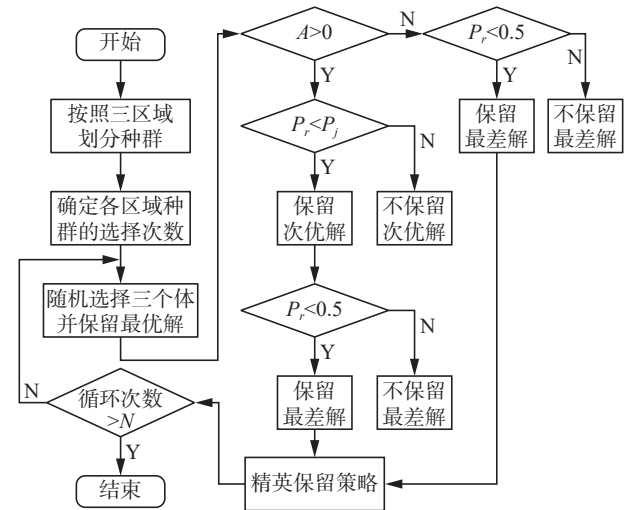 开始
按照三区域
划分种群
确定各区域种
群的选择次数
随机选择三个体
并保留最优解
循环次数
>N
N
Y
结束
A>0
N
Y
P_r<P_j
N
Y
保留
次优解
不保留
次优解
P_r<0.5
N
Y
保留
最差解
不保留
最差解
精英保留策略
P_r<0.5
N
Y
保留
最差解
不保留
最差解